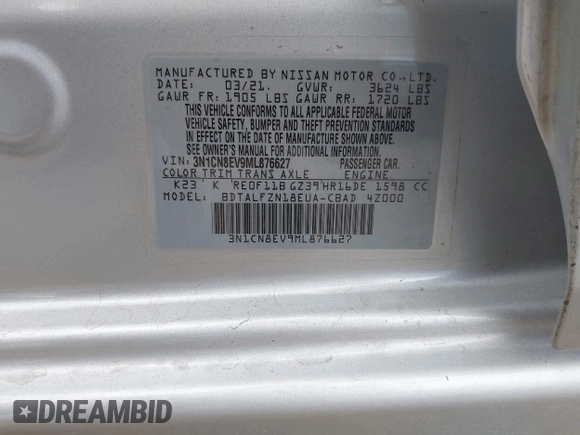 MANUFACTURED BY NISSAN MOTOR CO., LTD.
DATE: 03/21. GVWR: 3624 LBS
GAWR FR: 1905 LBS GAWR RR: 1720 LBS
THIS VEHICLE CONFORMS TO ALL APPLICABLE FEDERAL MOTOR
VEHICLE SAFETY, BUMPER AND THEFT PREVENTION STANDARDS
IN EFFECT ON THE DATE OF MANUFACTURE SHOWN ABOVE.
SEE OWNER'S MANUAL FOR ADDITIONAL INFORMATION
VIN: 3N1CN8EV9ML876627 PASSENGER CAR.
COLOR TRIM TRANS AXLE ENGINE
K23 K RE0F11B GZ39 HR16DE 1598 CC
MODEL: BDTALFZN18EUA-CBAD 4Z000
3N1CN8EV9ML876627
DREAMBID